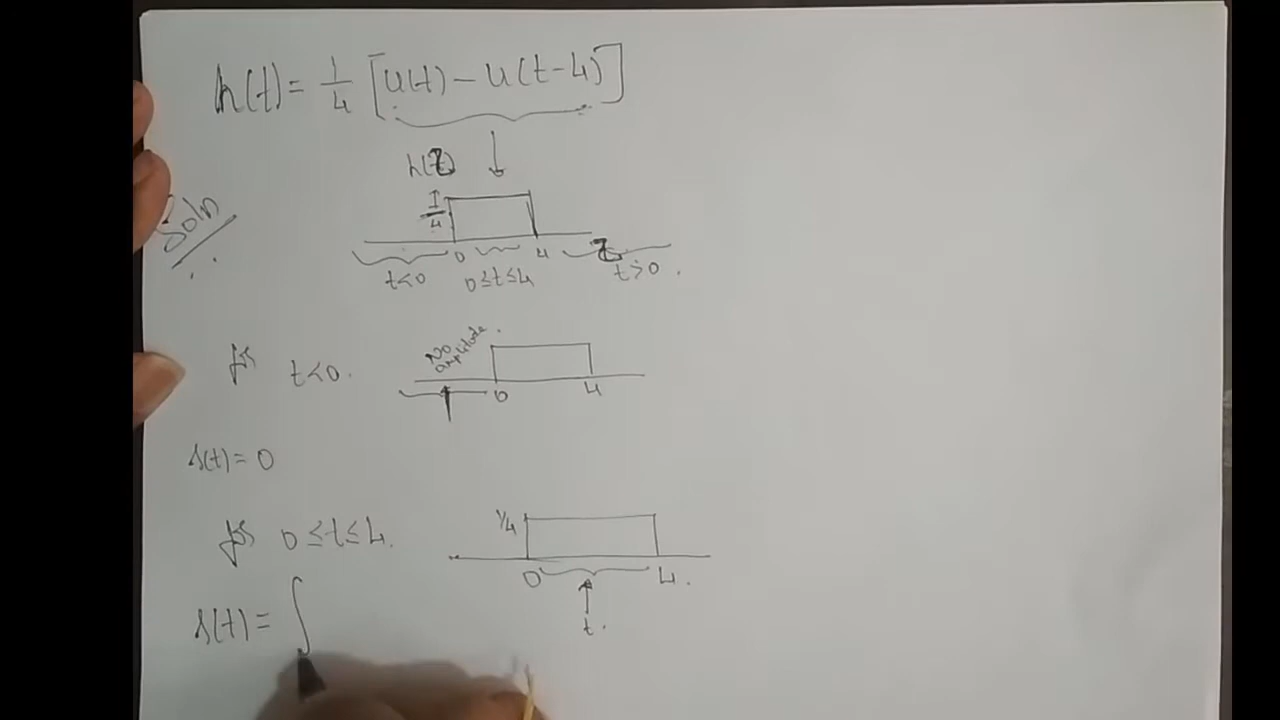 h(t) = 1/4 [u(t) - u(t-4)]
h(τ)
Soln
1/4
0 4 τ
t<0 0≤t≤4 t>0.
for t<0.
No amplitude.
0 4
s(t) = 0
for 0≤t≤4.
1/4
0 4.
s(t) = ∫
t.